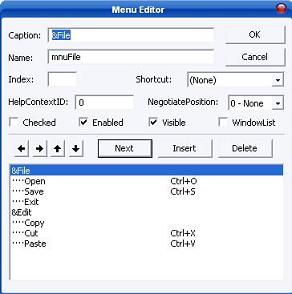 Menu Editor
Caption: &File OK
Name: mnuFile Cancel
Index: Shortcut: (None)
HelpContextID: 0 NegotiatePosition: 0 - None
Checked Enabled Visible WindowList
Next Insert Delete
&File
····Open Ctrl+O
····Save Ctrl+S
····Exit
&Edit
····Copy
····Cut Ctrl+X
····Paste Ctrl+V